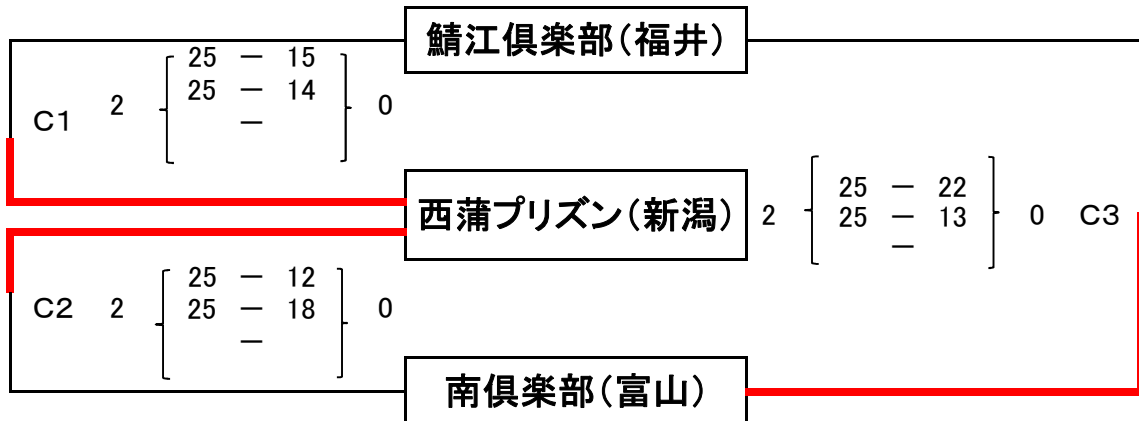 鯖江倶楽部（福井）
C1 2 25 － 15 0
25 － 14
－
西蒲プリズン（新潟）
2 25 － 22 0 C3
25 － 13
－
C2 2 25 － 12 0
25 － 18
－
南倶楽部（富山）